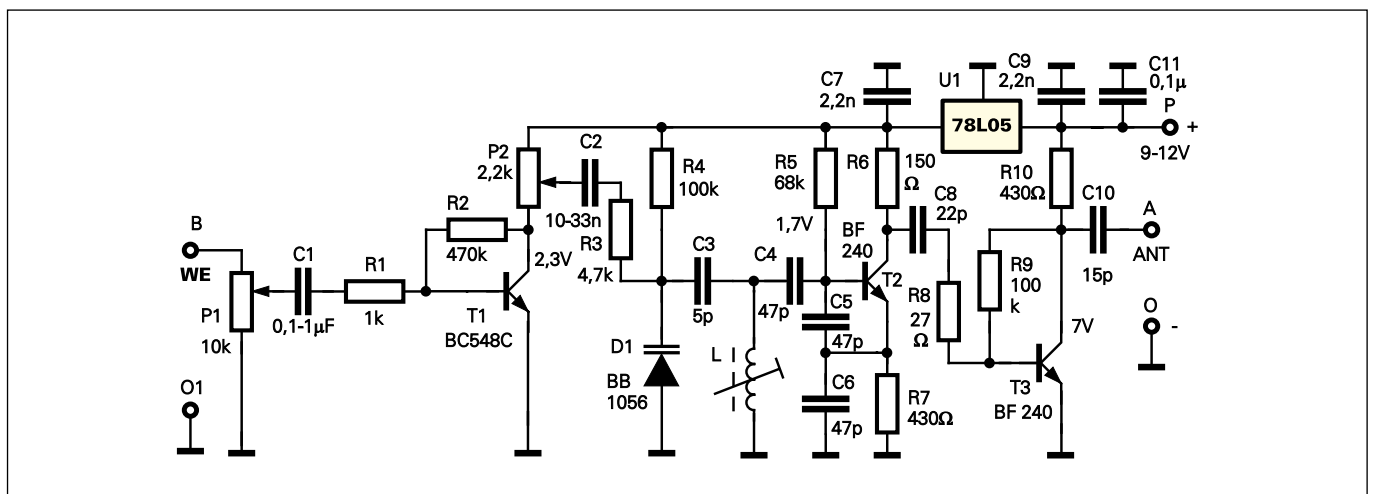 C7
2,2n
U1
C9
2,2n
C11
0,1µ
P
+
9-12V
78L05
P2
2,2k
C2
10-33n
R4
100k
R5
68k
R6
150
Ω
R10
430Ω
C10
15p
A
ANT
C8
22p
B
WE
R2
470k
2,3V
R3
4,7k
1,7V
BF
240
T2
C1
0,1-1µF
R1
1k
P1
10k
T1
BC548C
C3
5p
C4
47p
C5
47p
R8
27
Ω
R9
100
k
7V
O
-
D1
BB
1056
L
C6
47p
R7
430Ω
T3
BF 240
O1